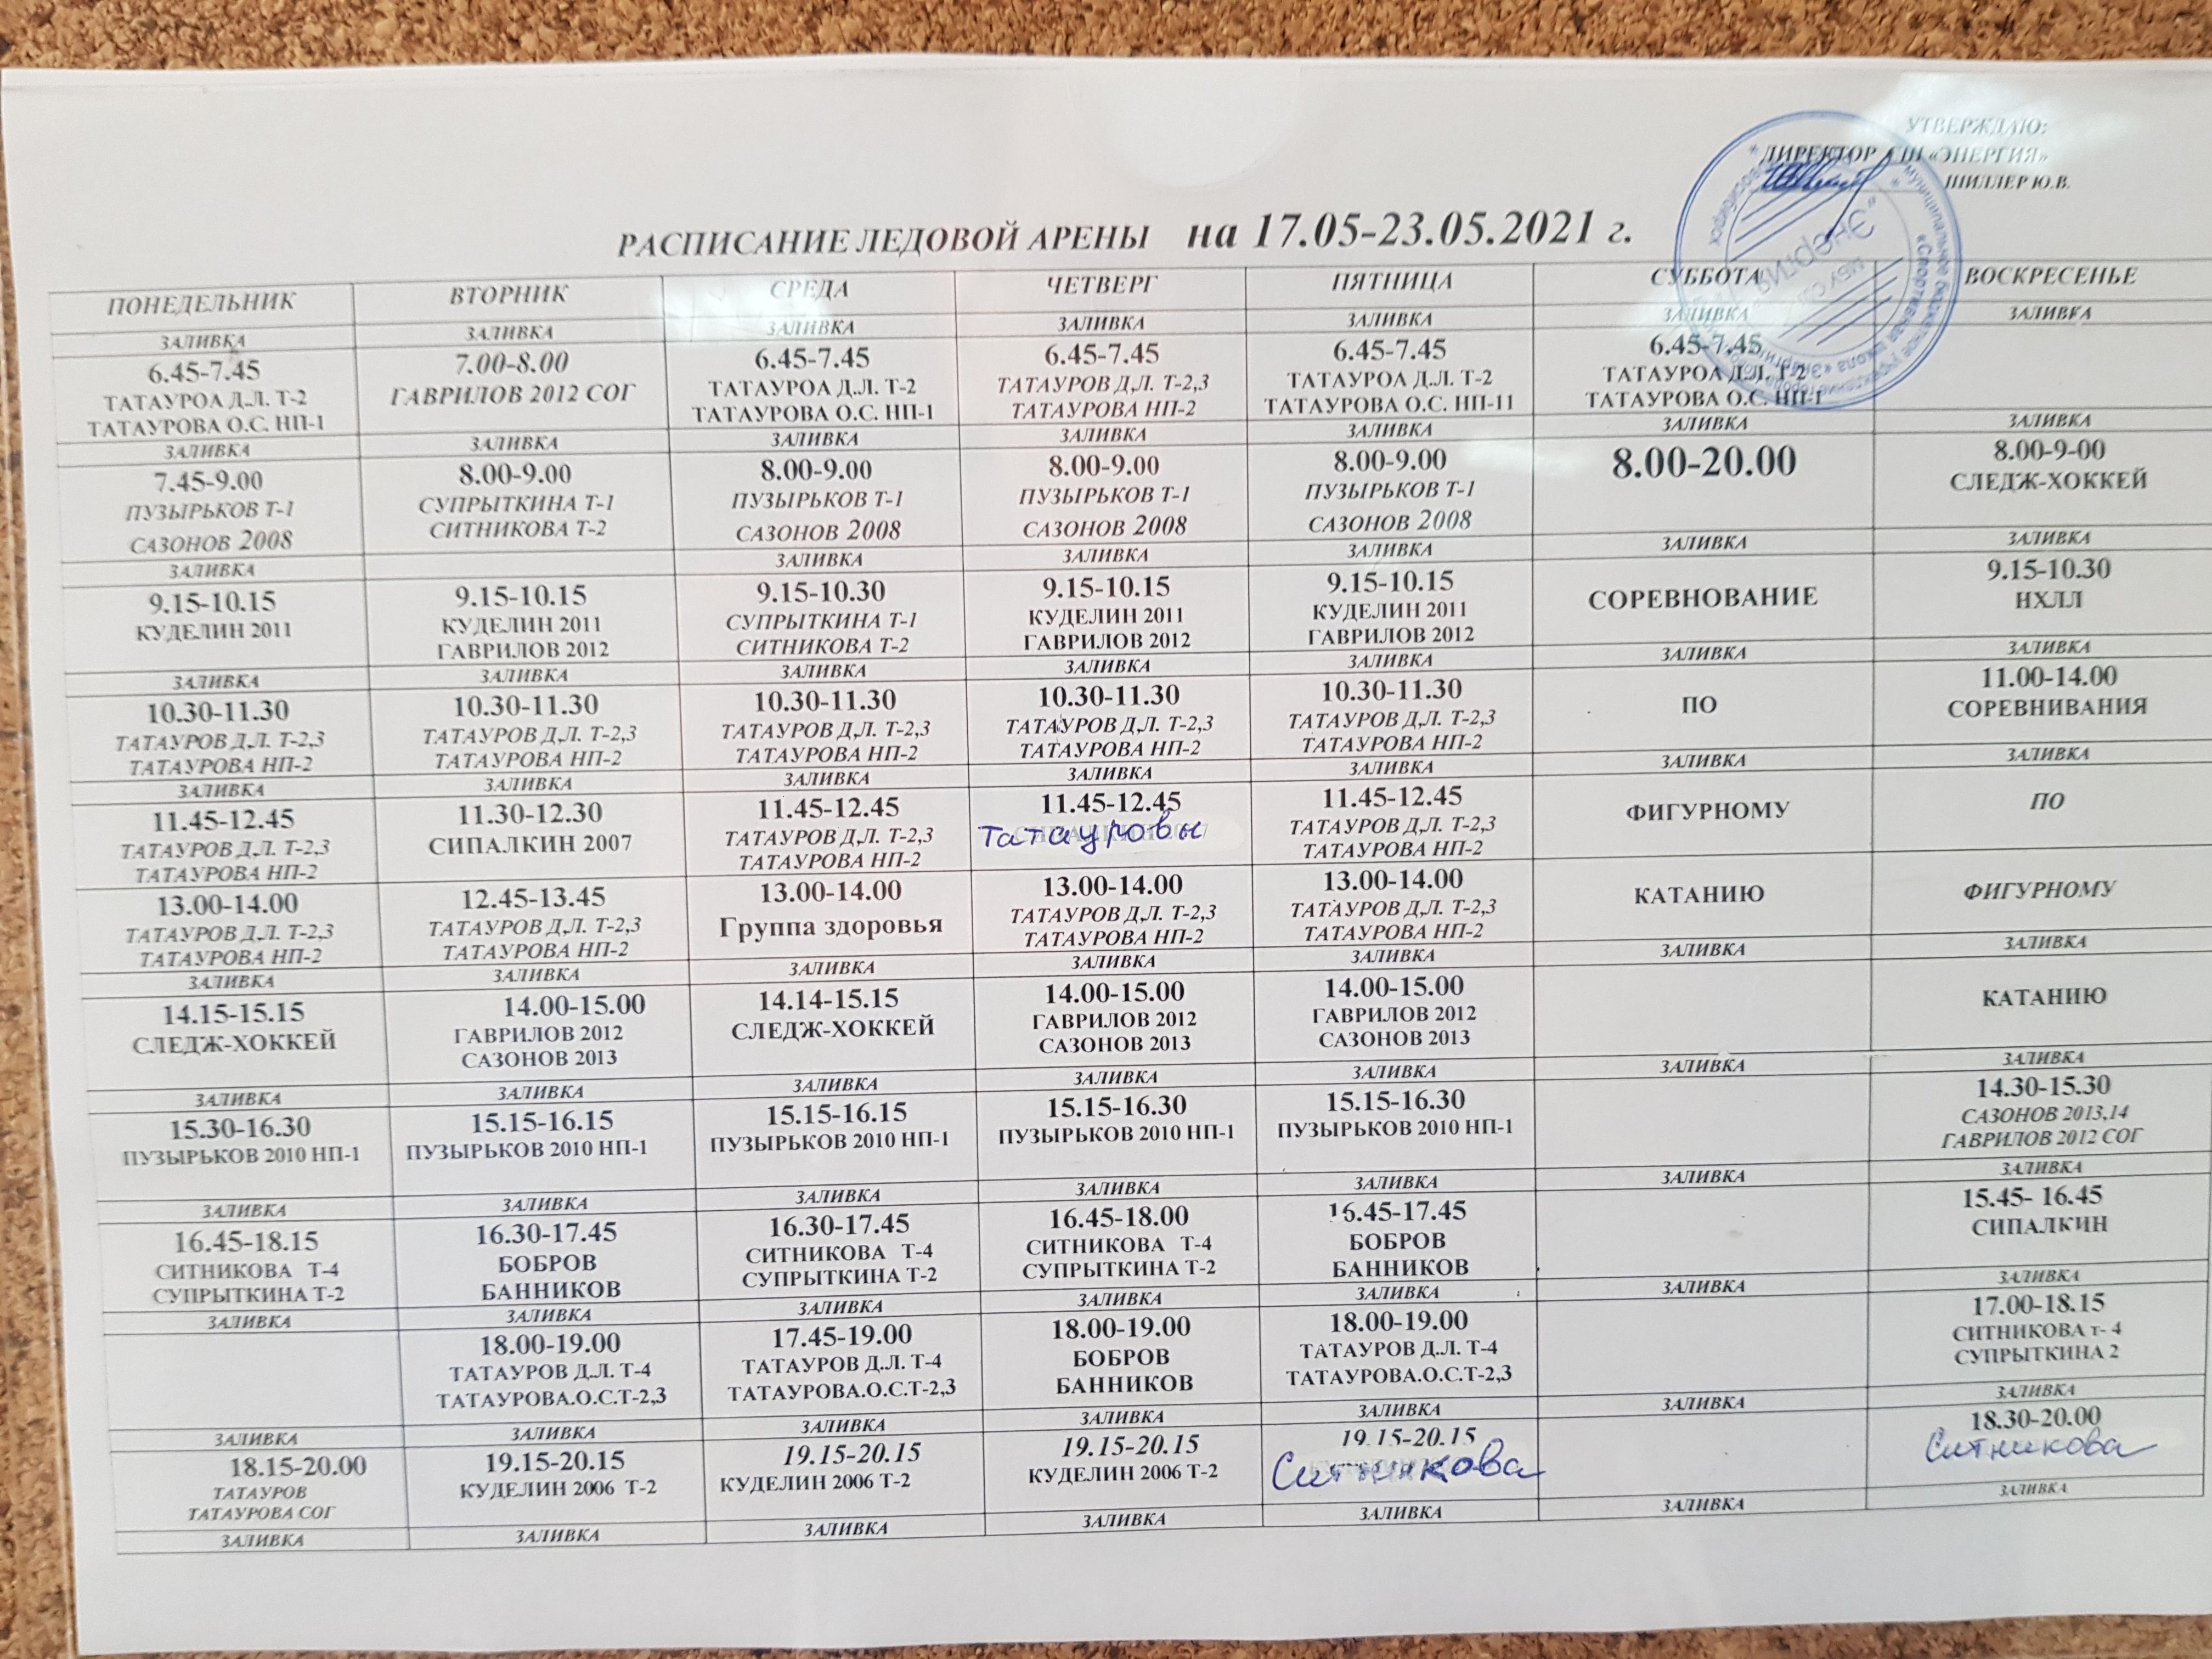 УТВЕРЖДАЮ:
ДИРЕКТОР СШ «ЭНЕРГИЯ»
ШИЛЛЕР Ю.В.
РАСПИСАНИЕ ЛЕДОВОЙ АРЕНЫ на 17.05-23.05.2021 г.
ПОНЕДЕЛЬНИК ВТОРНИК СРЕДА ЧЕТВЕРГ ПЯТНИЦА СУББОТА ВОСКРЕСЕНЬЕ
ЗАЛИВКА ЗАЛИВКА ЗАЛИВКА ЗАЛИВКА ЗАЛИВКА ЗАЛИВКА ЗАЛИВКА
6.45-7.45 7.00-8.00 6.45-7.45 6.45-7.45 6.45-7.45 6.45-7.45
ТАТАУРОА Д.Л. Т-2 ГАВРИЛОВ 2012 СОГ ТАТАУРОА Д.Л. Т-2 ТАТАУРОВ Д.Л. Т-2,3 ТАТАУРОА Д.Л. Т-2 ТАТАУРОА Д.Л. Т-2
ТАТАУРОВА О.С. НП-1 ТАТАУРОВА О.С. НП-1 ТАТАУРОВА НП-2 ТАТАУРОВА О.С. НП-11 ТАТАУРОВА О.С. НП-1
ЗАЛИВКА ЗАЛИВКА ЗАЛИВКА ЗАЛИВКА ЗАЛИВКА ЗАЛИВКА ЗАЛИВКА
7.45-9.00 8.00-9.00 8.00-9.00 8.00-9.00 8.00-9.00 8.00-20.00 8.00-9-00
ПУЗЫРЬКОВ Т-1 СУПРЫТКИНА Т-1 ПУЗЫРЬКОВ Т-1 ПУЗЫРЬКОВ Т-1 ПУЗЫРЬКОВ Т-1 СЛЕДЖ-ХОККЕЙ
САЗОНОВ 2008 СИТНИКОВА Т-2 САЗОНОВ 2008 САЗОНОВ 2008 САЗОНОВ 2008
ЗАЛИВКА ЗАЛИВКА ЗАЛИВКА ЗАЛИВКА ЗАЛИВКА ЗАЛИВКА
9.15-10.15 9.15-10.15 9.15-10.30 9.15-10.15 9.15-10.15 СОРЕВНОВАНИЕ 9.15-10.30
КУДЕЛИН 2011 КУДЕЛИН 2011 СУПРЫТКИНА Т-1 КУДЕЛИН 2011 КУДЕЛИН 2011 НХЛЛ
ГАВРИЛОВ 2012 СИТНИКОВА Т-2 ГАВРИЛОВ 2012 ГАВРИЛОВ 2012
ЗАЛИВКА ЗАЛИВКА ЗАЛИВКА ЗАЛИВКА ЗАЛИВКА ЗАЛИВКА ЗАЛИВКА
10.30-11.30 10.30-11.30 10.30-11.30 10.30-11.30 10.30-11.30 ПО 11.00-14.00
ТАТАУРОВ Д.Л. Т-2,3 ТАТАУРОВ Д.Л. Т-2,3 ТАТАУРОВ Д.Л. Т-2,3 ТАТАУРОВ Д.Л. Т-2,3 ТАТАУРОВ Д.Л. Т-2,3 СОРЕВНИВАНИЯ
ТАТАУРОВА НП-2 ТАТАУРОВА НП-2 ТАТАУРОВА НП-2 ТАТАУРОВА НП-2 ТАТАУРОВА НП-2
ЗАЛИВКА ЗАЛИВКА ЗАЛИВКА ЗАЛИВКА ЗАЛИВКА ЗАЛИВКА ЗАЛИВКА
11.45-12.45 11.30-12.30 11.45-12.45 11.45-12.45 11.45-12.45 ФИГУРНОМУ ПО
ТАТАУРОВ Д.Л. Т-2,3 СИПАЛКИН 2007 ТАТАУРОВ Д.Л. Т-2,3 Татауровы ТАТАУРОВ Д.Л. Т-2,3
ТАТАУРОВА НП-2 ТАТАУРОВА НП-2 ТАТАУРОВА НП-2
13.00-14.00 12.45-13.45 13.00-14.00 13.00-14.00 13.00-14.00 КАТАНИЮ ФИГУРНОМУ
ТАТАУРОВ Д.Л. Т-2,3 ТАТАУРОВ Д.Л. Т-2,3 Группа здоровья ТАТАУРОВ Д.Л. Т-2,3 ТАТАУРОВ Д.Л. Т-2,3
ТАТАУРОВА НП-2 ТАТАУРОВА НП-2 ТАТАУРОВА НП-2 ТАТАУРОВА НП-2
ЗАЛИВКА ЗАЛИВКА ЗАЛИВКА ЗАЛИВКА ЗАЛИВКА ЗАЛИВКА ЗАЛИВКА
14.15-15.15 14.00-15.00 14.14-15.15 14.00-15.00 14.00-15.00 КАТАНИЮ
СЛЕДЖ-ХОККЕЙ ГАВРИЛОВ 2012 СЛЕДЖ-ХОККЕЙ ГАВРИЛОВ 2012 ГАВРИЛОВ 2012
САЗОНОВ 2013 САЗОНОВ 2013 САЗОНОВ 2013
ЗАЛИВКА ЗАЛИВКА ЗАЛИВКА ЗАЛИВКА ЗАЛИВКА ЗАЛИВКА ЗАЛИВКА
15.30-16.30 15.15-16.15 15.15-16.15 15.15-16.30 15.15-16.30 14.30-15.30
ПУЗЫРЬКОВ 2010 НП-1 ПУЗЫРЬКОВ 2010 НП-1 ПУЗЫРЬКОВ 2010 НП-1 ПУЗЫРЬКОВ 2010 НП-1 ПУЗЫРЬКОВ 2010 НП-1 САЗОНОВ 2013,14
ГАВРИЛОВ 2012 СОГ
ЗАЛИВКА ЗАЛИВКА ЗАЛИВКА ЗАЛИВКА ЗАЛИВКА ЗАЛИВКА ЗАЛИВКА
16.45-18.15 16.30-17.45 16.30-17.45 16.45-18.00 16.45-17.45 15.45- 16.45
СИТНИКОВА Т-4 БОБРОВ СИТНИКОВА Т-4 СИТНИКОВА Т-4 БОБРОВ СИПАЛКИН
СУПРЫТКИНА Т-2 БАННИКОВ СУПРЫТКИНА Т-2 СУПРЫТКИНА Т-2 БАННИКОВ
ЗАЛИВКА ЗАЛИВКА ЗАЛИВКА ЗАЛИВКА ЗАЛИВКА ЗАЛИВКА ЗАЛИВКА
18.00-19.00 17.45-19.00 18.00-19.00 18.00-19.00 17.00-18.15
ТАТАУРОВ Д.Л. Т-4 ТАТАУРОВ Д.Л. Т-4 БОБРОВ ТАТАУРОВ Д.Л. Т-4 СИТНИКОВА т- 4
ТАТАУРОВА.О.С.Т-2,3 ТАТАУРОВА.О.С.Т-2,3 БАННИКОВ ТАТАУРОВА.О.С.Т-2,3 СУПРЫТКИНА 2
ЗАЛИВКА ЗАЛИВКА ЗАЛИВКА ЗАЛИВКА ЗАЛИВКА ЗАЛИВКА ЗАЛИВКА
18.15-20.00 19.15-20.15 19.15-20.15 19.15-20.15 19.15-20.15 18.30-20.00
ТАТАУРОВ КУДЕЛИН 2006 Т-2 КУДЕЛИН 2006 Т-2 КУДЕЛИН 2006 Т-2 Ситникова Ситникова
ТАТАУРОВА СОГ
ЗАЛИВКА ЗАЛИВКА ЗАЛИВКА ЗАЛИВКА ЗАЛИВКА ЗАЛИВКА ЗАЛИВКА